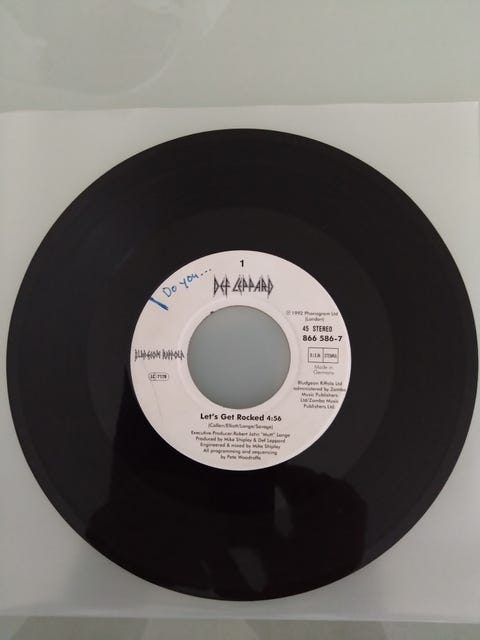 1
Do you...
DEF LEPPARD
℗ 1992 Phonogram Ltd
(London)
45 STEREO
866 586-7
BIEM STEMRA
Made in
Germany
BLUDGEON RIFFOLA
LC 7178
Bludgeon Riffola Ltd
administered by Zomba
Music Publishers
Ltd/Zomba Music
Publishers Ltd.
Let's Get Rocked 4:56
(Collen/Elliott/Lange/Savage)
Executive Producer: Robert John "Mutt" Lange
Produced by Mike Shipley & Def Leppard
Engineered & mixed by Mike Shipley
All programming and sequencing
by Pete Woodroffe